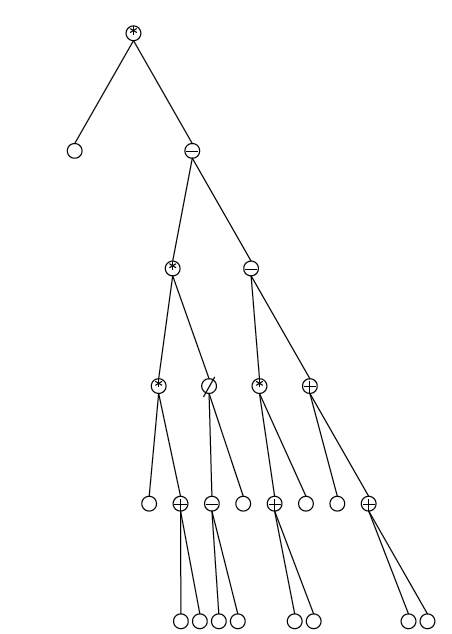 *
−
* −
* / * +
+ − + +